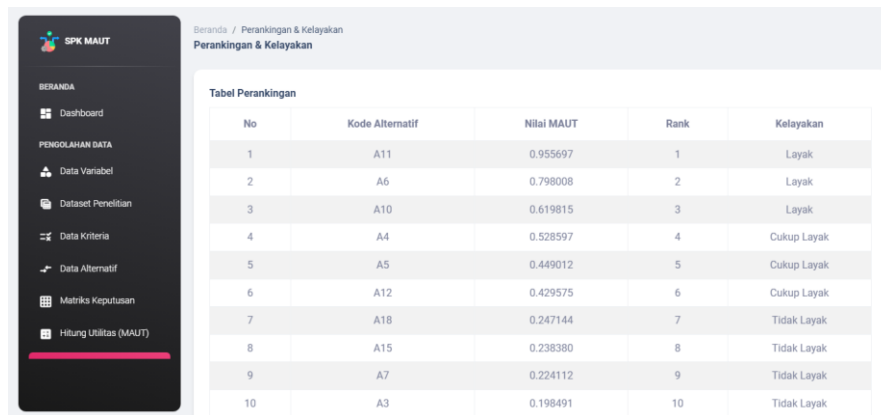 SPK MAUT
BERANDA
Dashboard
PENGOLAHAN DATA
Data Variabel
Dataset Penelitian
Data Kriteria
Data Alternatif
Matriks Keputusan
Hitung Utilitas (MAUT)
Beranda / Perankingan & Kelayakan
Perankingan & Kelayakan
Tabel Perankingan
No Kode Alternatif Nilai MAUT Rank Kelayakan
1 A11 0.955697 1 Layak
2 A6 0.798008 2 Layak
3 A10 0.619815 3 Layak
4 A4 0.528597 4 Cukup Layak
5 A5 0.449012 5 Cukup Layak
6 A12 0.429575 6 Cukup Layak
7 A18 0.247144 7 Tidak Layak
8 A15 0.238380 8 Tidak Layak
9 A7 0.224112 9 Tidak Layak
10 A3 0.198491 10 Tidak Layak